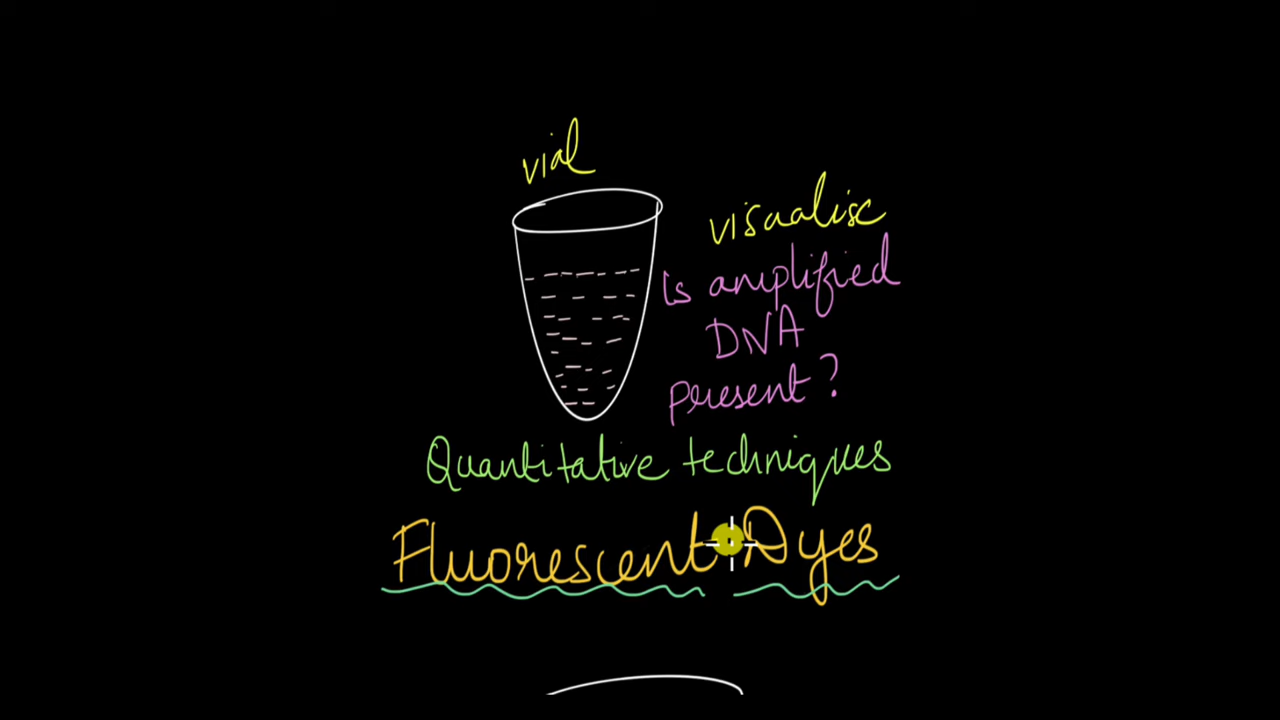 vial
visualise
Is amplified
DNA
present?
Quantitative techniques
Fluorescent Dyes